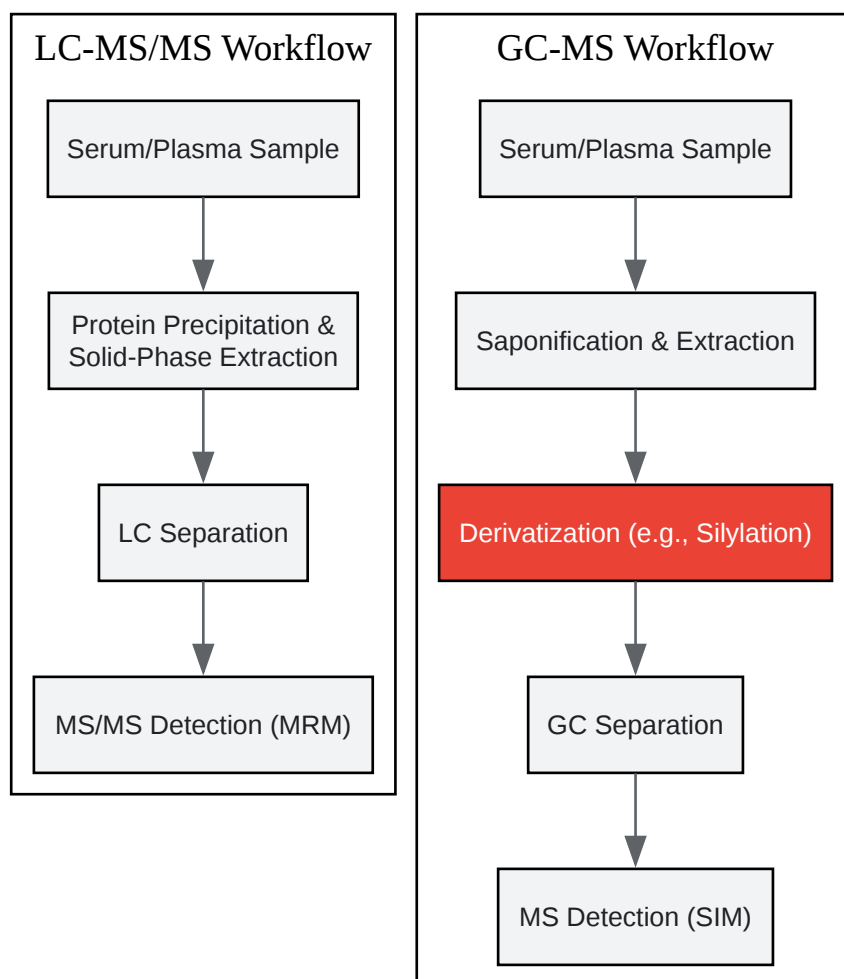 LC-MS/MS Workflow
Serum/Plasma Sample
Protein Precipitation &
Solid-Phase Extraction
LC Separation
MS/MS Detection (MRM)
GC-MS Workflow
Serum/Plasma Sample
Saponification & Extraction
Derivatization (e.g., Silylation)
GC Separation
MS Detection (SIM)